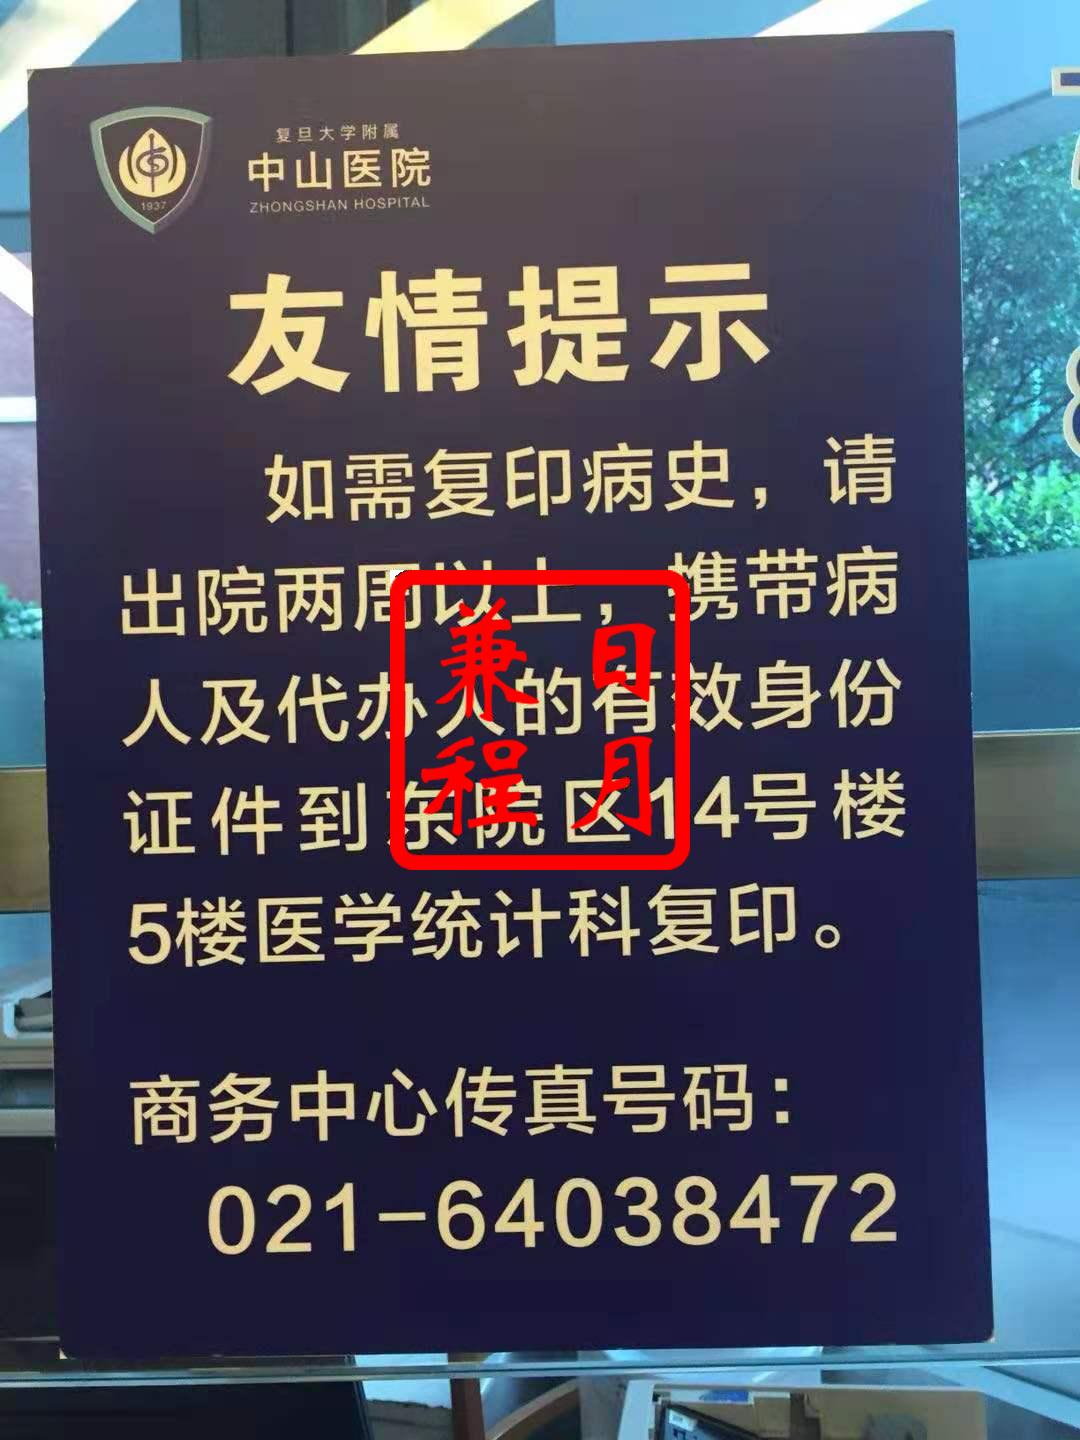 复旦大学附属
中山医院
ZHONGSHAN HOSPITAL
1937
友情提示
如需复印病史，请
出院两周以上，携带病
人及代办人的有效身份
证件到东院区14号楼
5楼医学统计科复印。
商务中心传真号码：
021-64038472
日月
兼程
8